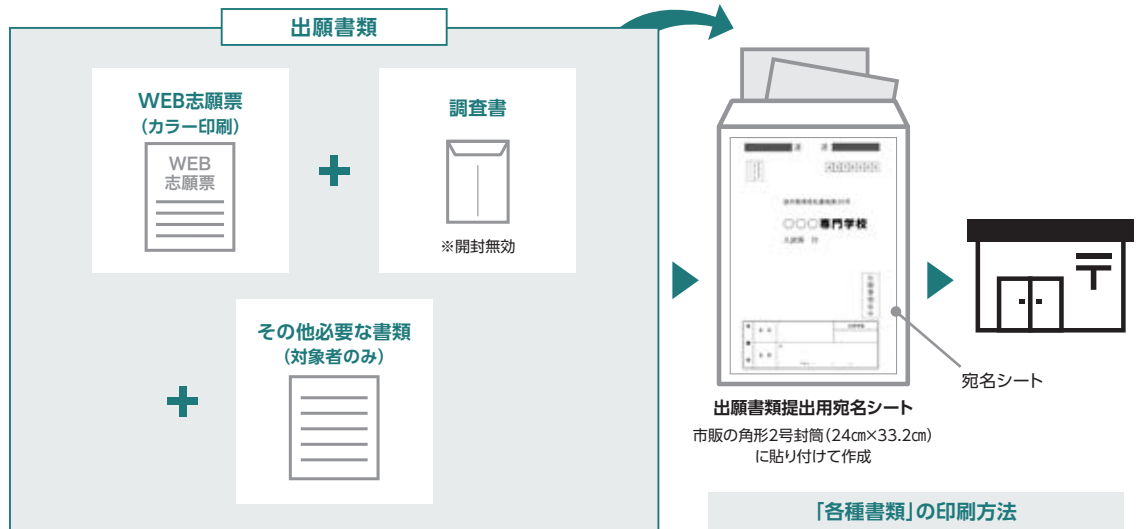 出願書類
WEB志願票
(カラー印刷)
WEB
志願票
調査書
※開封無効
その他必要な書類
(対象者のみ)
〇〇〇専門学校
宛名シート
出願書類提出用宛名シート
市販の角形2号封筒(24㎝×33.2㎝)
に貼り付けて作成
「各種書類」の印刷方法